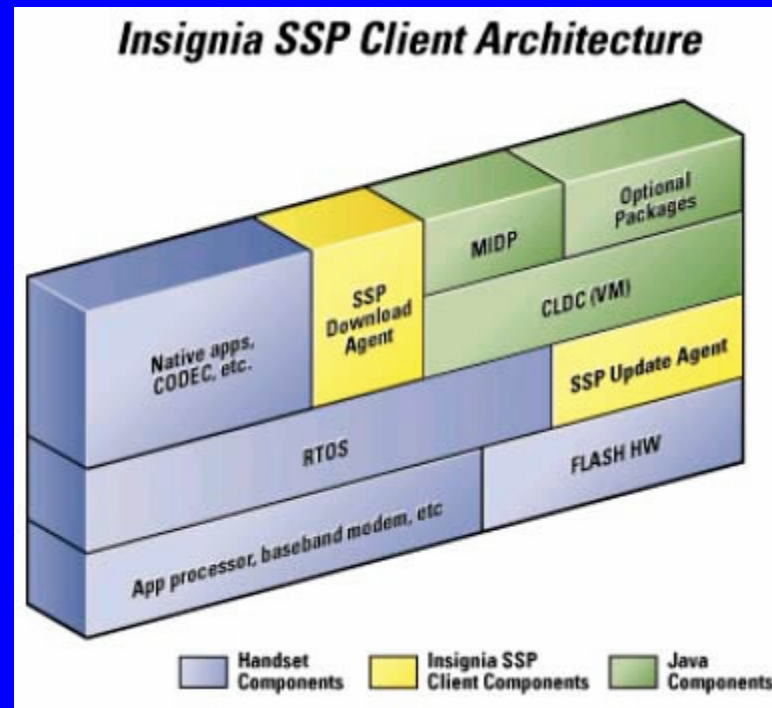 Insignia SSP Client Architecture
Optional
Packages
MIDP
SSP
Download
Agent
CLDC (VM)
Native apps,
CODEC, etc.
SSP Update Agent
RTOS
FLASH HW
App processor, baseband modem, etc
Handset
Components
Insignia SSP
Client Components
Java
Components